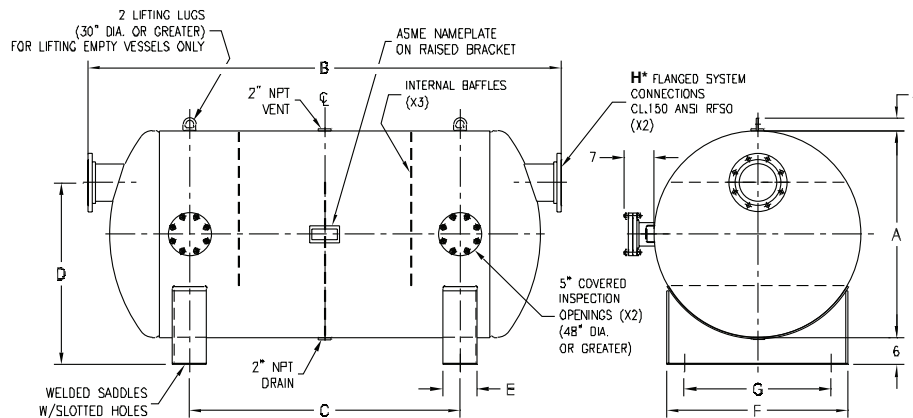 2 LIFTING LUGS
(30" DIA. OR GREATER)
FOR LIFTING EMPTY VESSELS ONLY
ASME NAMEPLATE
ON RAISED BRACKET
B
2" NPT
VENT
℄
INTERNAL BAFFLES
(X3)
H* FLANGED SYSTEM
CONNECTIONS
CL.150 ANSI RFSO
(X2)
7
D
A
5" COVERED
INSPECTION
OPENINGS (X2)
(48" DIA.
OR GREATER)
6
2" NPT
DRAIN
E
G
WELDED SADDLES
W/SLOTTED HOLES
C
F